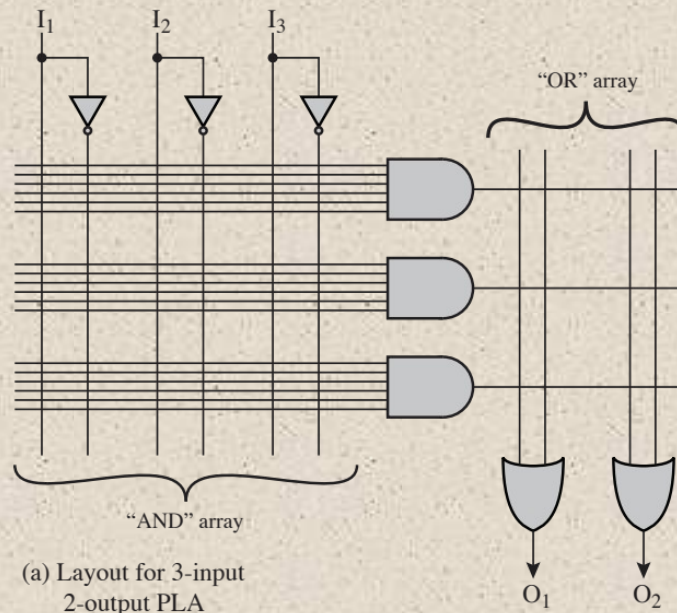 I₁ I₂ I₃
“OR” array
“AND” array
(a) Layout for 3-input
2-output PLA
O₁ O₂